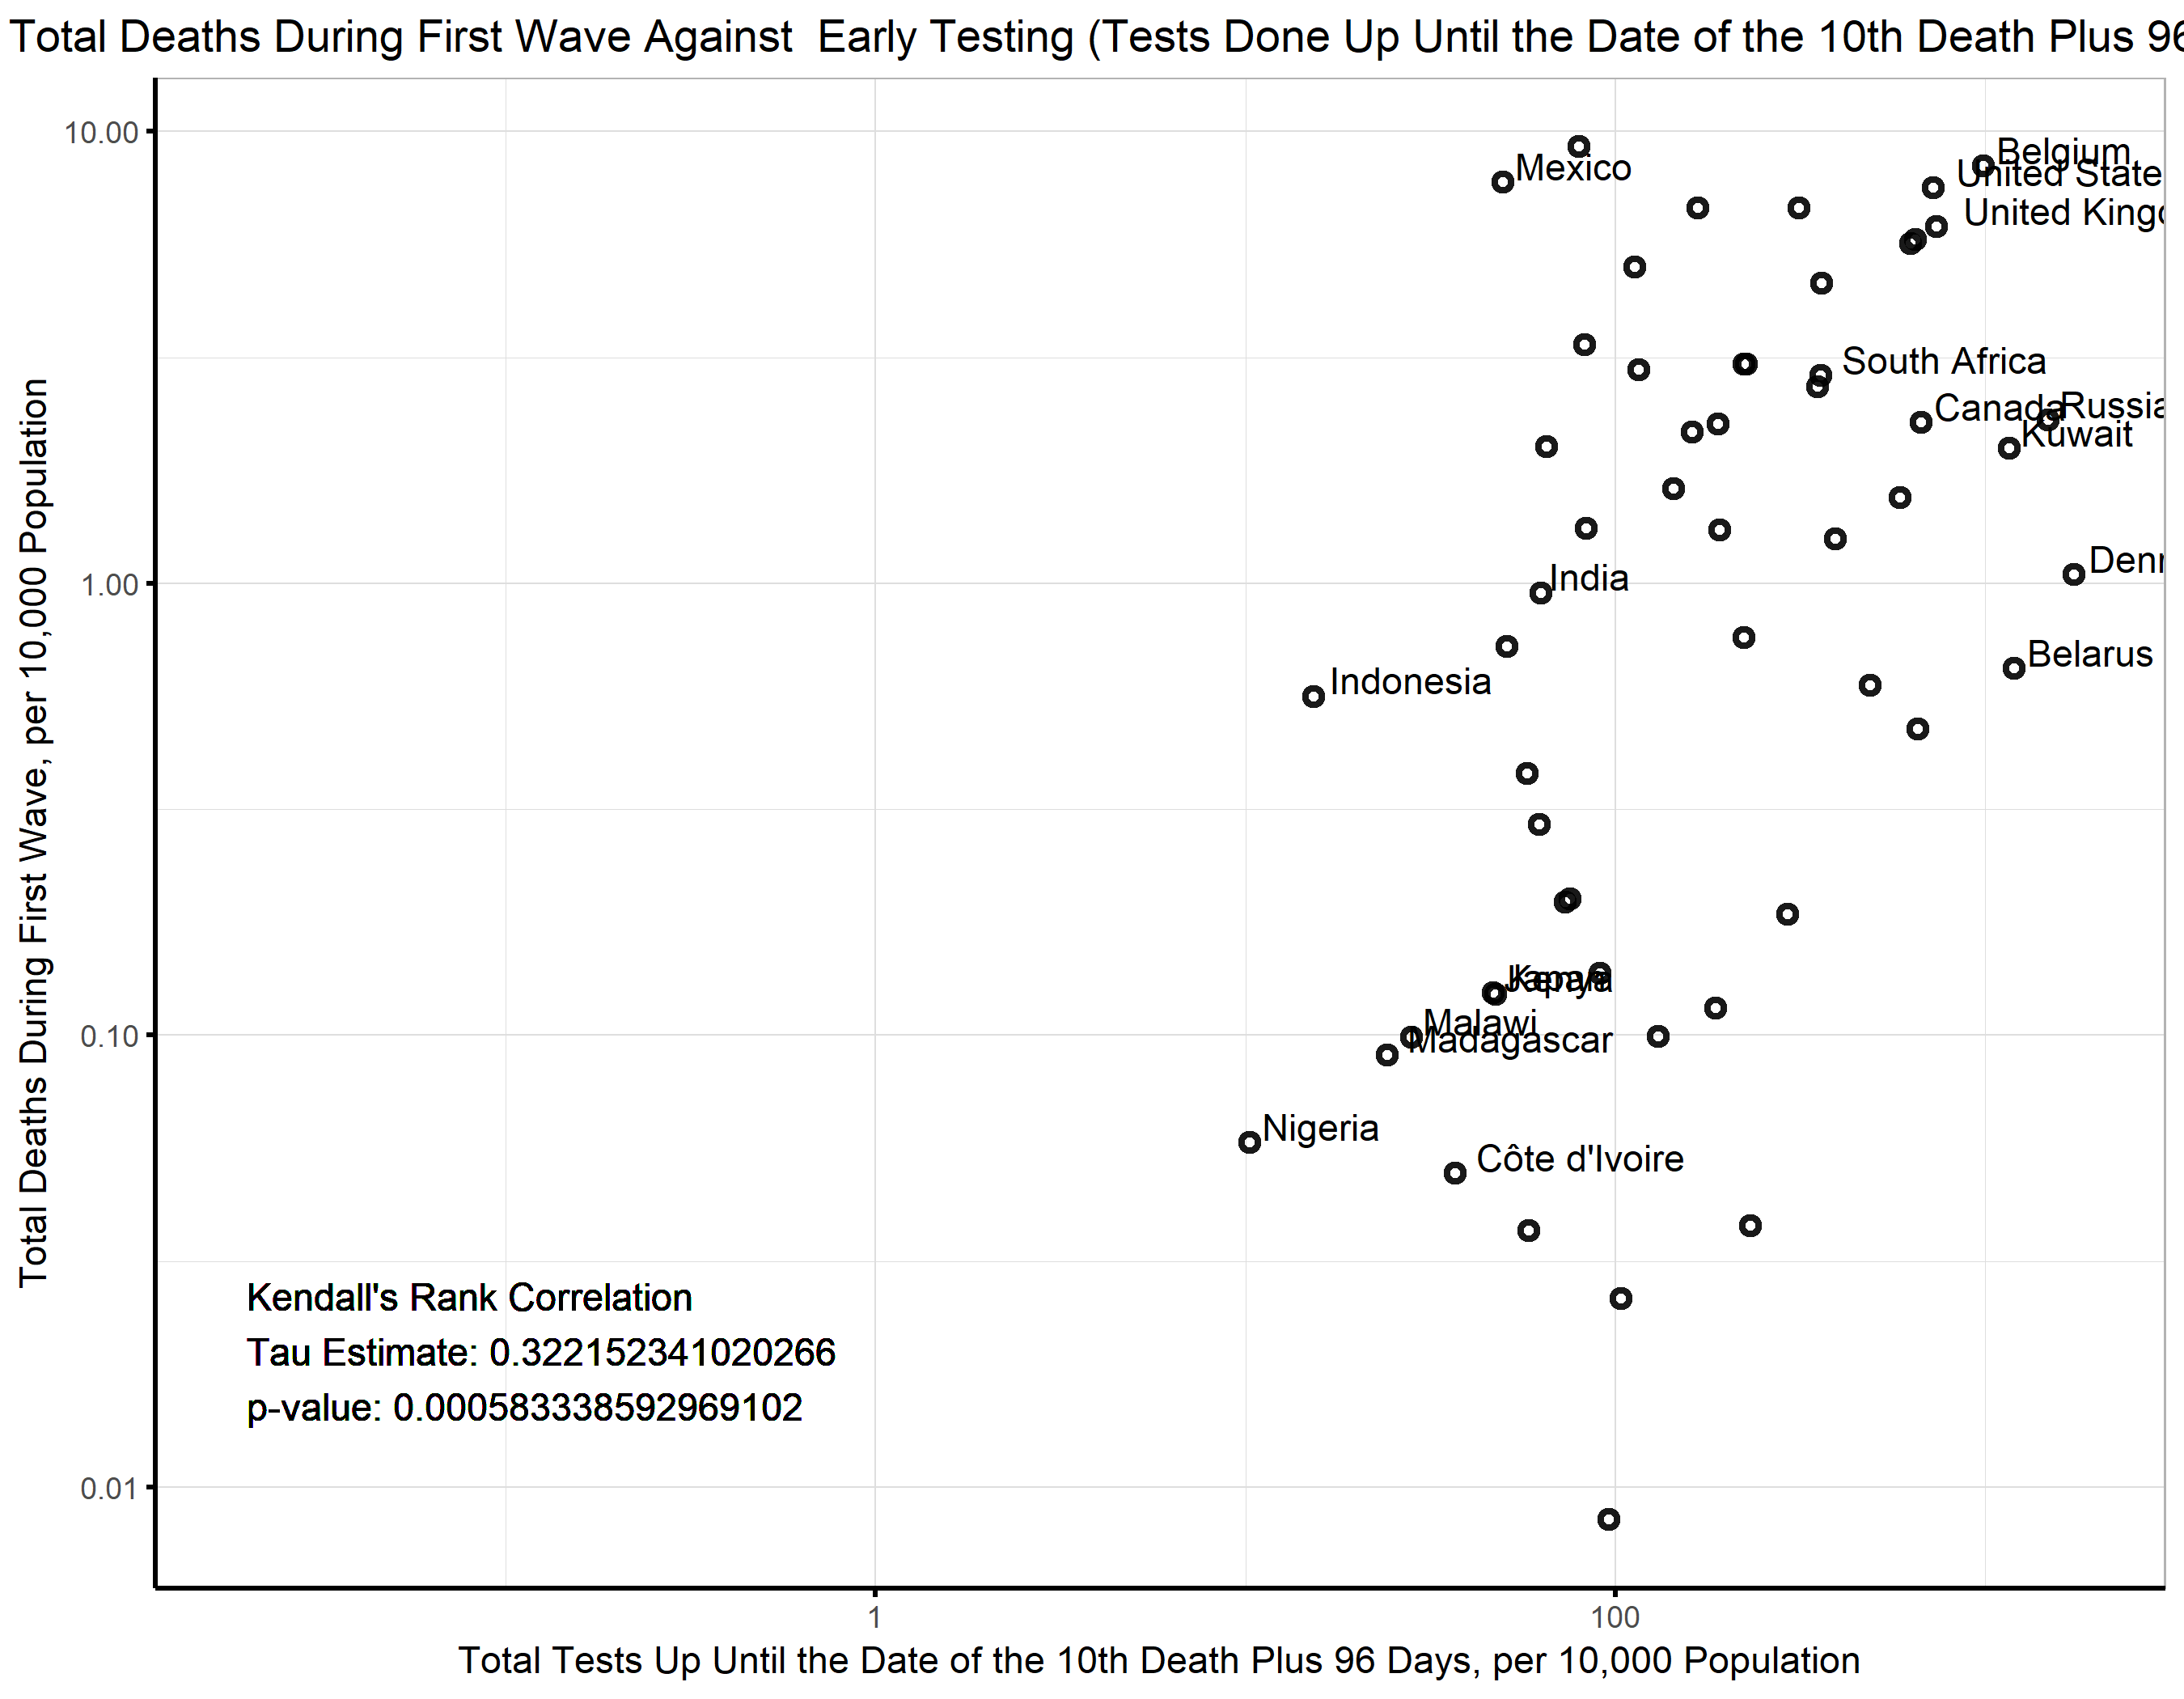 Total Deaths During First Wave Against  Early Testing (Tests Done Up Until the Date of the 10th Death Plus 96
Total Deaths During First Wave, per 10,000 Population
10.00
1.00
0.10
0.01
Mexico
Belgium
United State
United Kingd
South Africa
Canada
Russia
Kuwait
India
Denm
Belarus
Indonesia
Japan
Kenya
Malawi
Madagascar
Nigeria
Côte d'Ivoire
Kendall's Rank Correlation
Tau Estimate: 0.322152341020266
p-value: 0.000583338592969102
1
100
Total Tests Up Until the Date of the 10th Death Plus 96 Days, per 10,000 Population